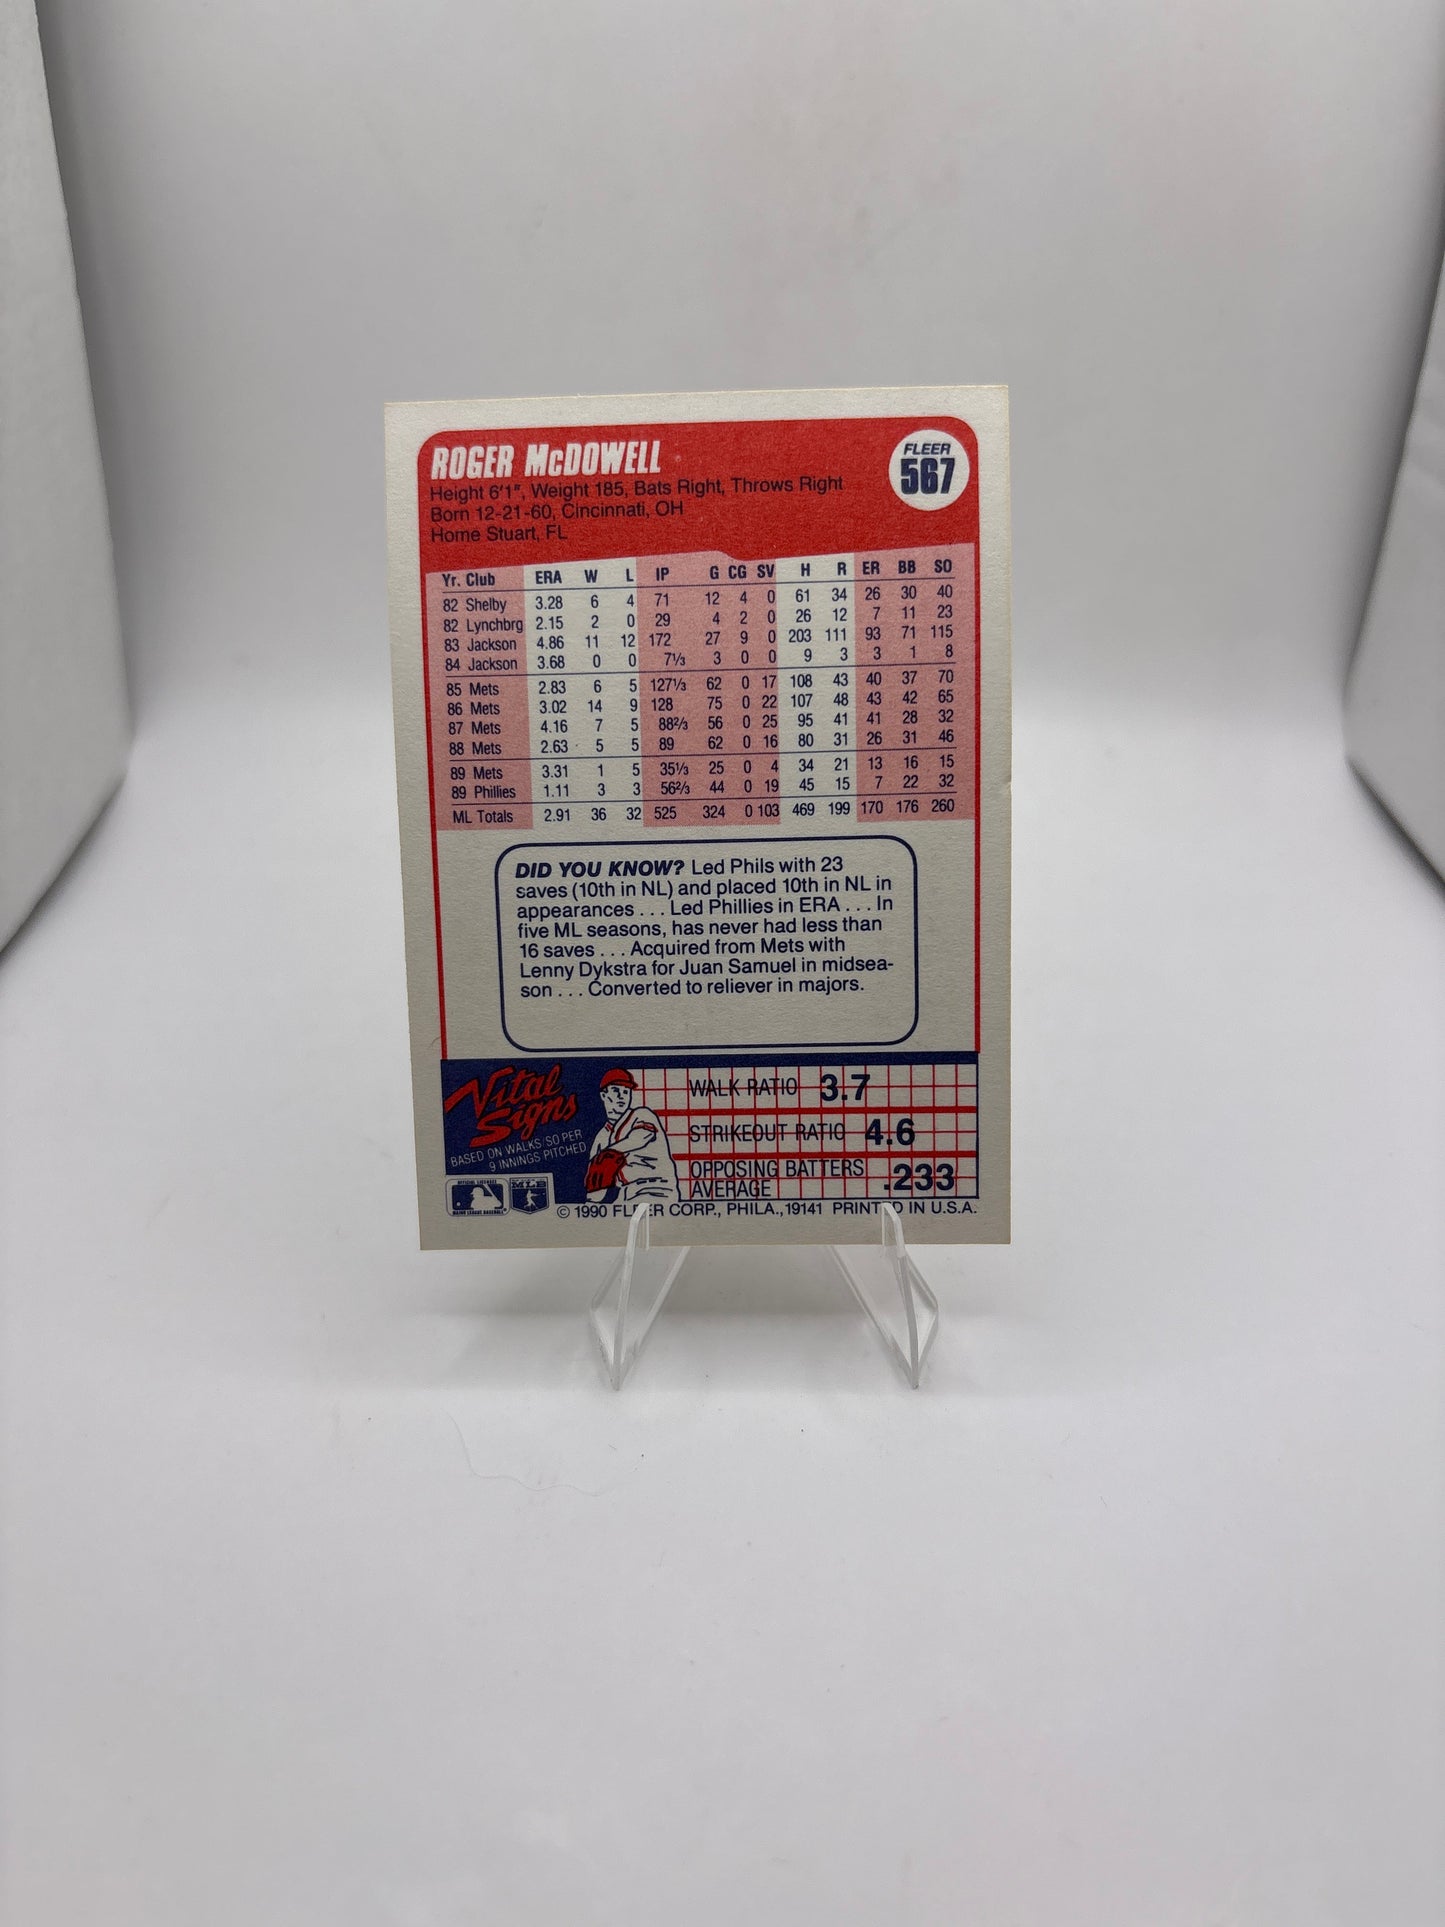 ROGER McDOWELL
FLEER
567
Height 6'1", Weight 185, Bats Right, Throws Right
Born 12-21-60, Cincinnati, OH
Home Stuart, FL
Yr. Club ERA W L IP G CG SV H R ER BB SO
82 Shelby 3.28 6 4 71 12 4 0 61 34 26 30 40
82 Lynchbrg 2.15 2 0 29 4 2 0 26 12 7 11 23
83 Jackson 4.86 11 12 172 27 9 0 203 111 93 71 115
84 Jackson 3.68 0 0 7⅓ 3 0 0 9 3 3 1 8
85 Mets 2.83 6 5 127⅓ 62 0 17 108 43 40 37 70
86 Mets 3.02 14 9 128 75 0 22 107 48 43 42 65
87 Mets 4.16 7 5 88⅔ 56 0 25 95 41 41 28 32
88 Mets 2.63 5 5 89 62 0 16 80 31 26 31 46
89 Mets 3.31 1 5 35⅓ 25 0 4 34 21 13 16 15
89 Phillies 1.11 3 3 56⅔ 44 0 19 45 15 7 22 32
ML Totals 2.91 36 32 525 324 0 103 469 199 170 176 260
DID YOU KNOW? Led Phils with 23
saves (10th in NL) and placed 10th in NL in
appearances . . . Led Phillies in ERA . . . In
five ML seasons, has never had less than
16 saves . . . Acquired from Mets with
Lenny Dykstra for Juan Samuel in midsea-
son . . . Converted to reliever in majors.
Vital
Signs
BASED ON WALKS/SO PER
9 INNINGS PITCHED
WALK RATIO 3.7
STRIKEOUT RATIO 4.6
OPPOSING BATTERS
AVERAGE .233
OFFICIAL LICENSEE
MAJOR LEAGUE BASEBALL
MLB
© 1990 FLEER CORP., PHILA., 19141 PRINTED IN U.S.A.